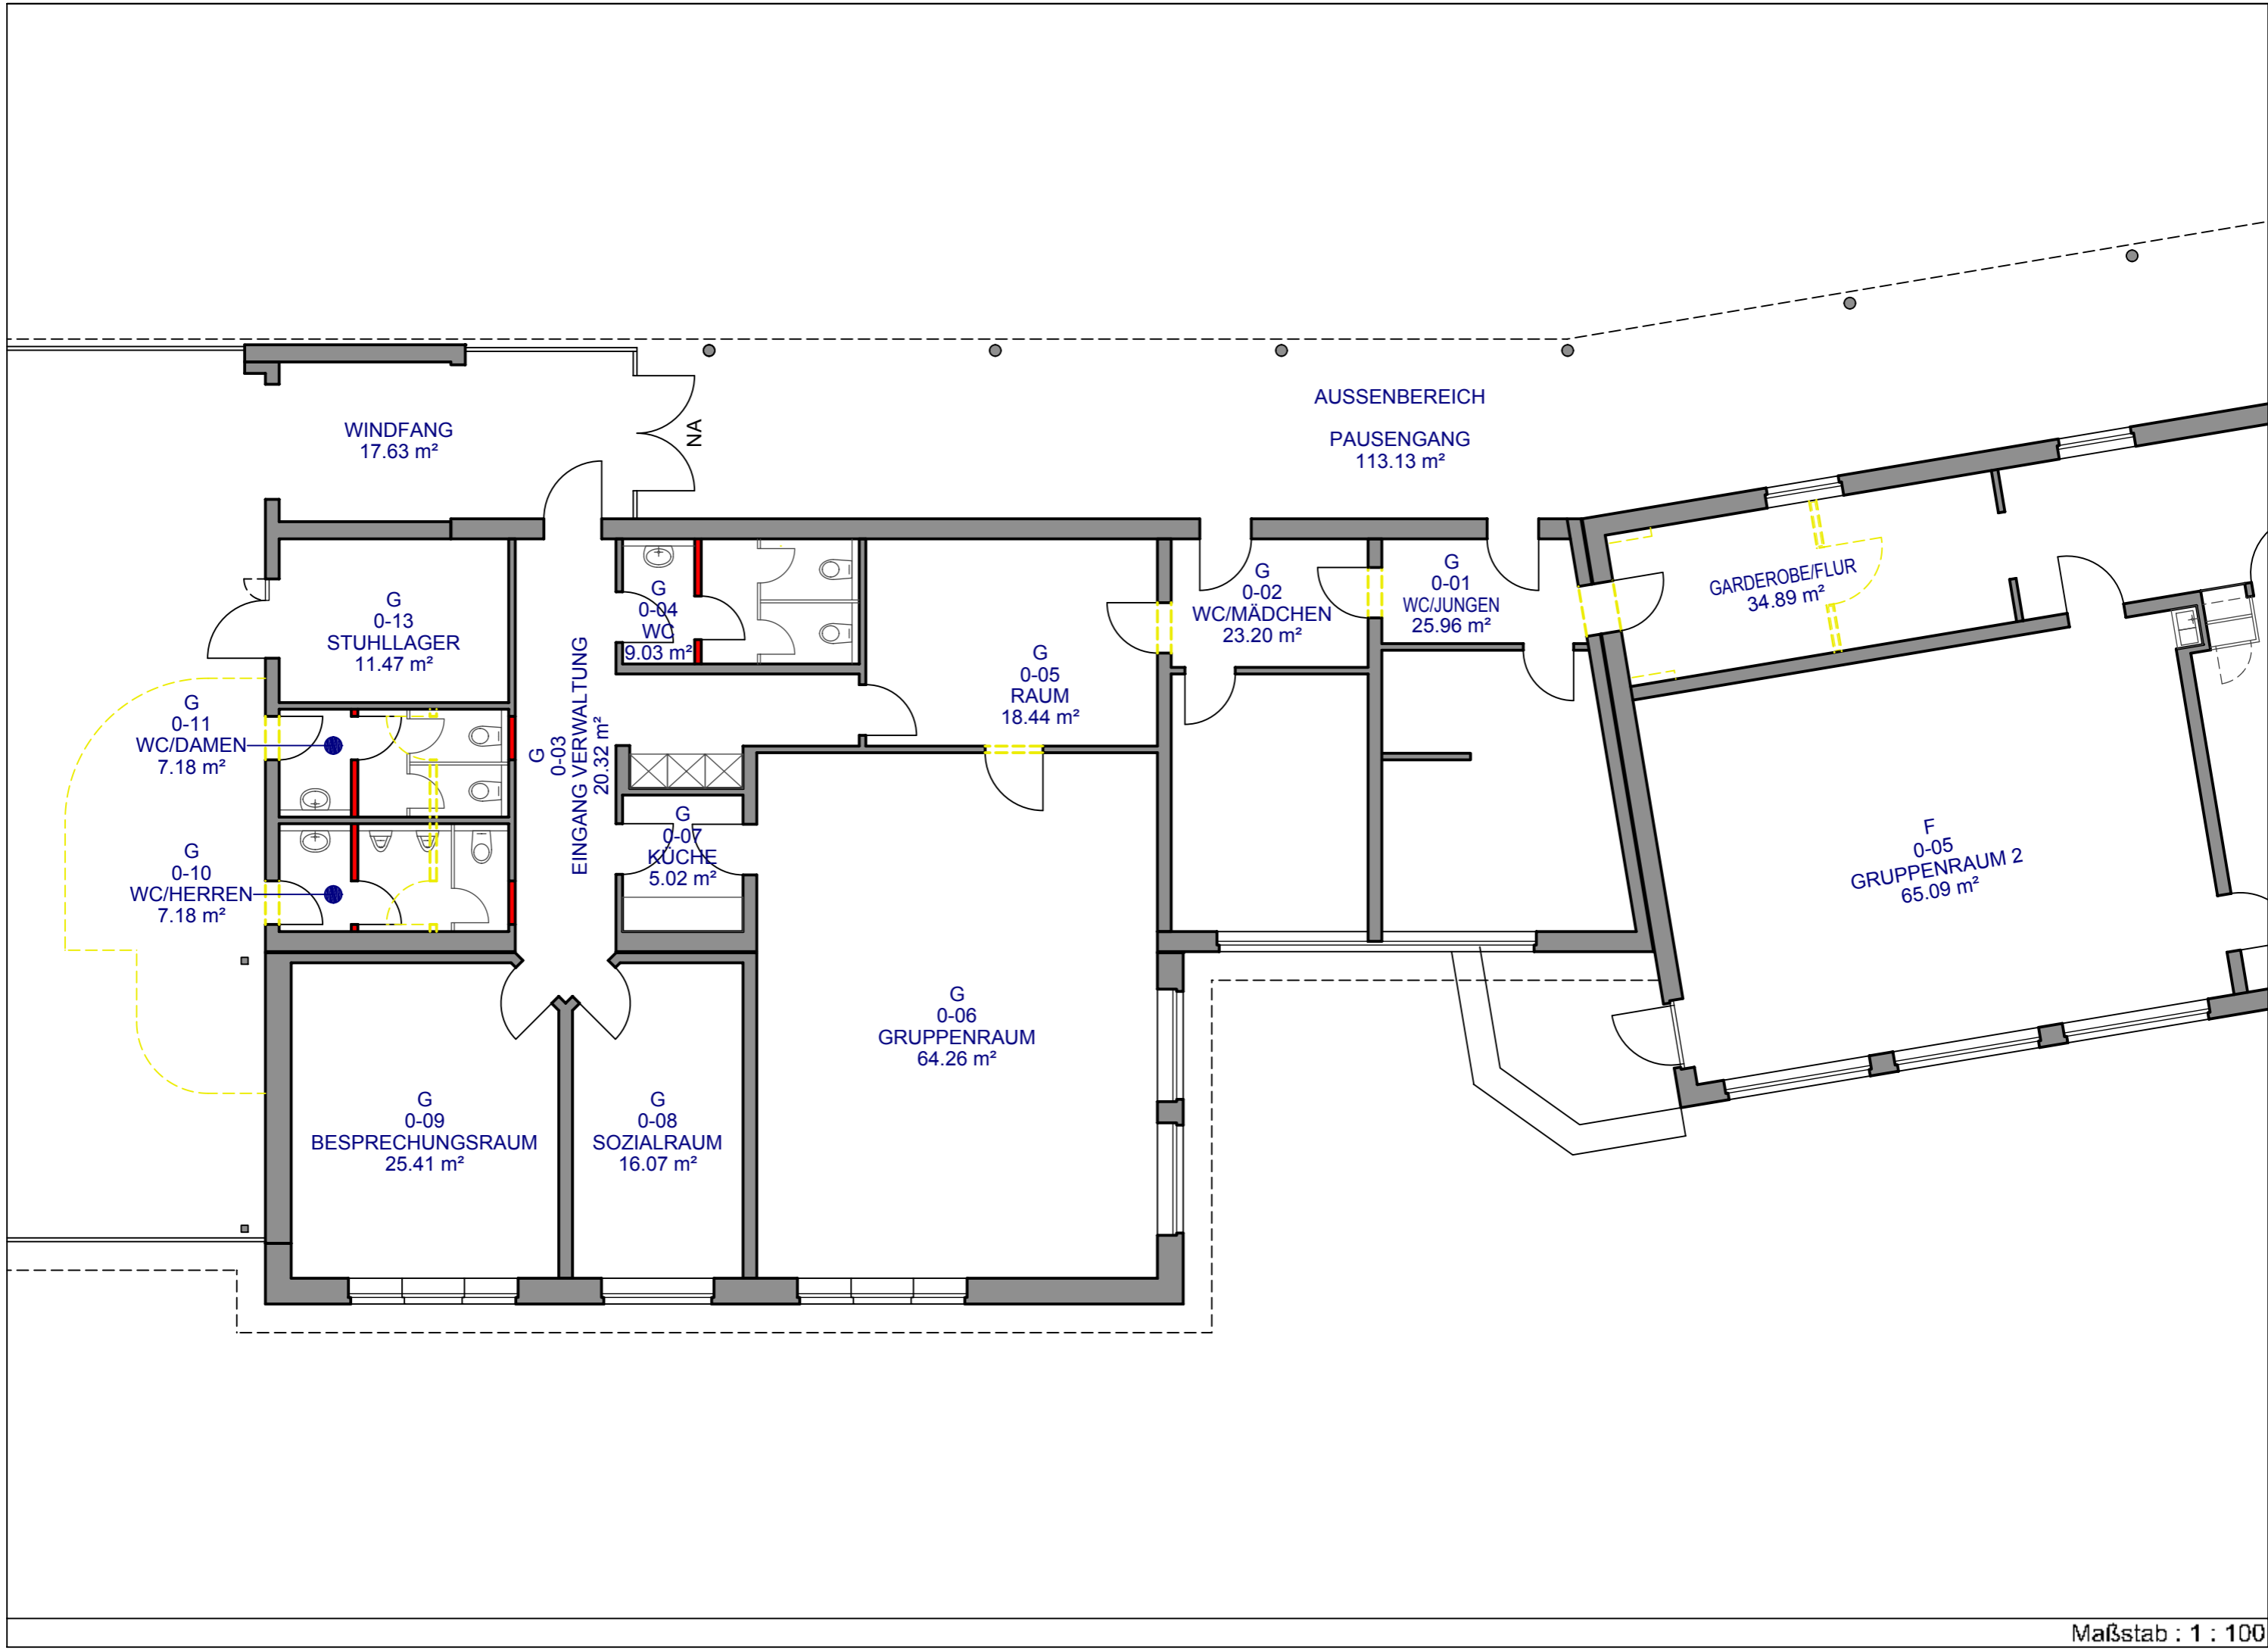 WINDFANG
17.63 m²
NA
AUSSENBEREICH
PAUSENGANG
113.13 m²
G
0-13
STUHLLAGER
11.47 m²
G
0-04
WC
9.03 m²
G
0-05
RAUM
18.44 m²
G
0-02
WC/MÄDCHEN
23.20 m²
G
0-01
WC/JUNGEN
25.96 m²
GARDEROBE/FLUR
34.89 m²
G
0-11
WC/DAMEN
7.18 m²
G
0-03
EINGANG VERWALTUNG
20.32 m²
G
0-10
WC/HERREN
7.18 m²
G
0-07
KÜCHE
5.02 m²
F
0-05
GRUPPENRAUM 2
65.09 m²
G
0-06
GRUPPENRAUM
64.26 m²
G
0-09
BESPRECHUNGSRAUM
25.41 m²
G
0-08
SOZIALRAUM
16.07 m²
Maßstab : 1 : 100